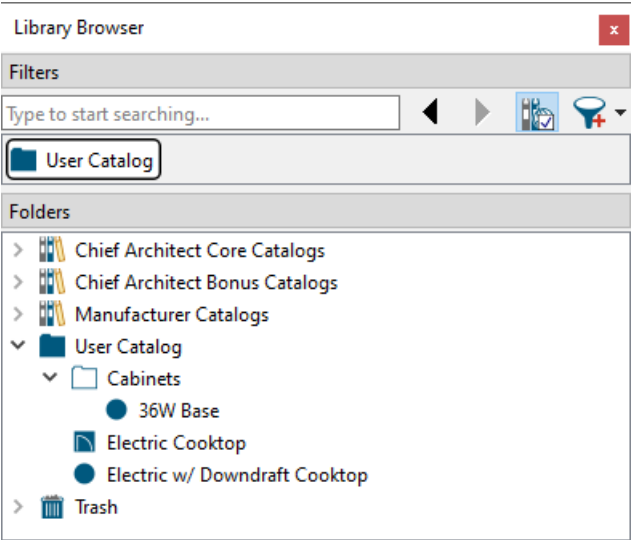 Library Browser
x
Filters
Type to start searching...
User Catalog
Folders
Chief Architect Core Catalogs
Chief Architect Bonus Catalogs
Manufacturer Catalogs
User Catalog
Cabinets
36W Base
Electric Cooktop
Electric w/ Downdraft Cooktop
Trash